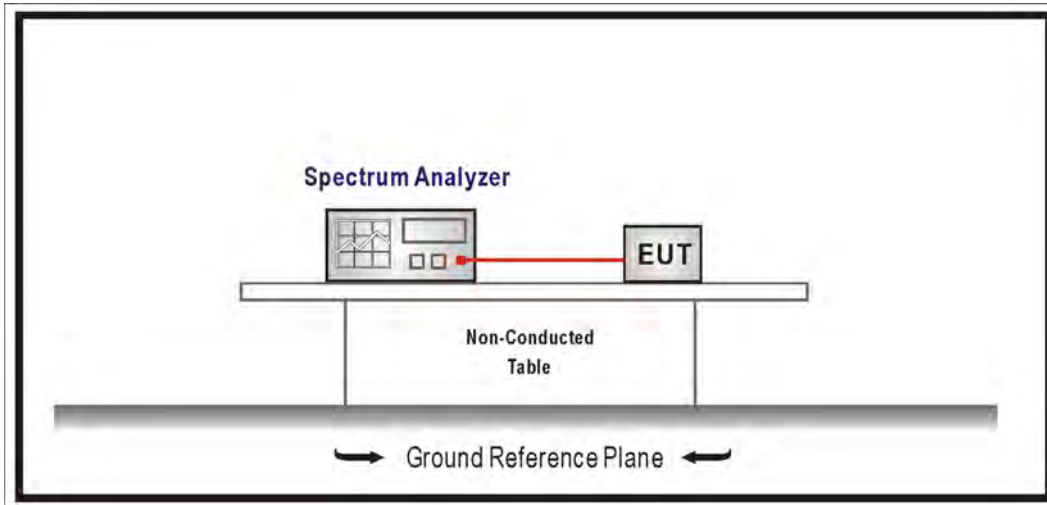 Spectrum Analyzer
EUT
Non-Conducted
Table
Ground Reference Plane